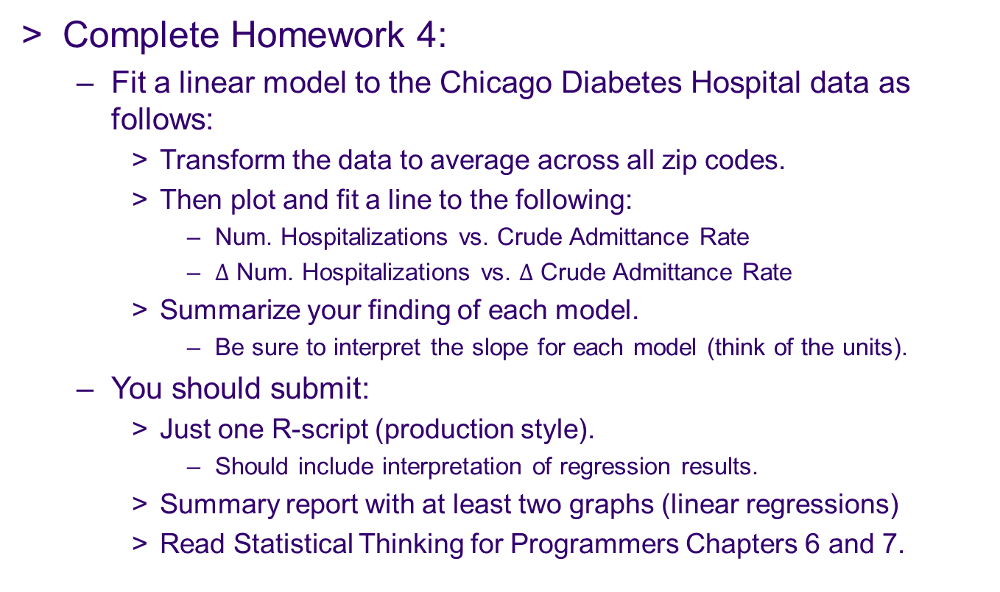 > Complete Homework 4:
– Fit a linear model to the Chicago Diabetes Hospital data as
follows:
> Transform the data to average across all zip codes.
> Then plot and fit a line to the following:
– Num. Hospitalizations vs. Crude Admittance Rate
– Δ Num. Hospitalizations vs. Δ Crude Admittance Rate
> Summarize your finding of each model.
– Be sure to interpret the slope for each model (think of the units).
– You should submit:
> Just one R-script (production style).
– Should include interpretation of regression results.
> Summary report with at least two graphs (linear regressions)
> Read Statistical Thinking for Programmers Chapters 6 and 7.